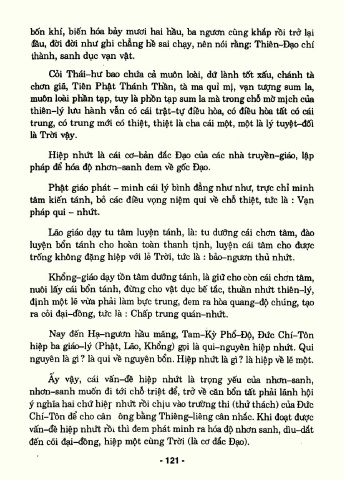 bốn khí, biến hóa bảy mươi hai hầu, ba ngươn cùng khắp rồi trở lại
đầu, đời đời như ghi chẳng hề sai chạy, nên nói rằng: Thiên-Đạo chí
thành, sanh dục vạn vật.
Cỏi Thái-hư bao chứa cả muôn loài, dử lành tốt xấu, chánh tà
chơn giã, Tiên Phật Thánh Thần, tà ma quỉ mị, vạn tượng sum la,
muôn loài phần tạp, tuy là phồn tạp sum la mà trong chỗ mờ mịch của
thiên-lý lưu hành vẫn có cái trật-tự điều hòa, có điều hòa tất có cái
trung, có trung mới có thiệt, thiệt là cha cái một, một là lý tuyệt-đối
là Trời vậy.
Hiệp nhứt là cái cơ-bản dắc Đạo của các nhà truyền-giáo, lập
pháp để hóa độ nhơn-sanh đem về gốc Đạo.
Phật giáo phát - minh cái lý bình đẳng như như, trực chỉ minh
tâm kiến tánh, bỏ các điều vọng niệm qui về chỗ thiệt, tức là : Vạn
pháp qui - nhứt.
Lão giáo dạy tu tâm luyện tánh, là: tu dưỡng cái chơn tâm, đào
luyện bổn tánh cho hoàn toàn thanh tịnh, luyện cái tâm cho được
trống không đặng hiệp với lẻ Trời, tức là : bảo-ngươn thủ nhứt.
Khổng-giáo dạy tồn tâm dưỡng tánh, là giữ cho còn cái chơn tâm,
nuôi lấy cái bổn tánh, đừng cho vật dục bế tắc, thuần nhứt thiên-lý,
định một lẻ vừa phải làm bực trung, đem ra hòa quang-độ chúng, tạo
ra cỏi đại-đồng, tức là : Chấp trung quán-nhứt.
Nay đến Hạ-ngươn hầu mãng, Tam-Kỳ Phổ-Độ, Đức Chí-Tôn
hiệp ba giáo-lý (Phật, Lão, Khổng) gọi là qui-nguyên hiệp nhứt. Qui
nguyên là gì ? là qui về nguyên bổn. Hiệp nhứt là gì ? là hiệp về lẽ một.
Ấy vậy, cái vấn-đề hiệp nhứt là trọng yếu của nhơn-sanh,
nhơn-sanh muốn đi tới chỗ triệt để, trở về căn bổn tất phải lãnh hội
ý nghĩa hai chữ hiệp nhứt rồi chịu vào trường thi (thử thách) của Đức
Chí-Tôn để cho cân ông bằng Thiêng-liêng cân nhắc. Khi đoạt được
vấn-đề hiệp nhứt rồi thì đem phát minh ra hóa độ nhơn sanh, dìu-dắt
đến cỏi đại-đồng, hiệp một cùng Trời (là cơ đắc Đạo).
- 121 -